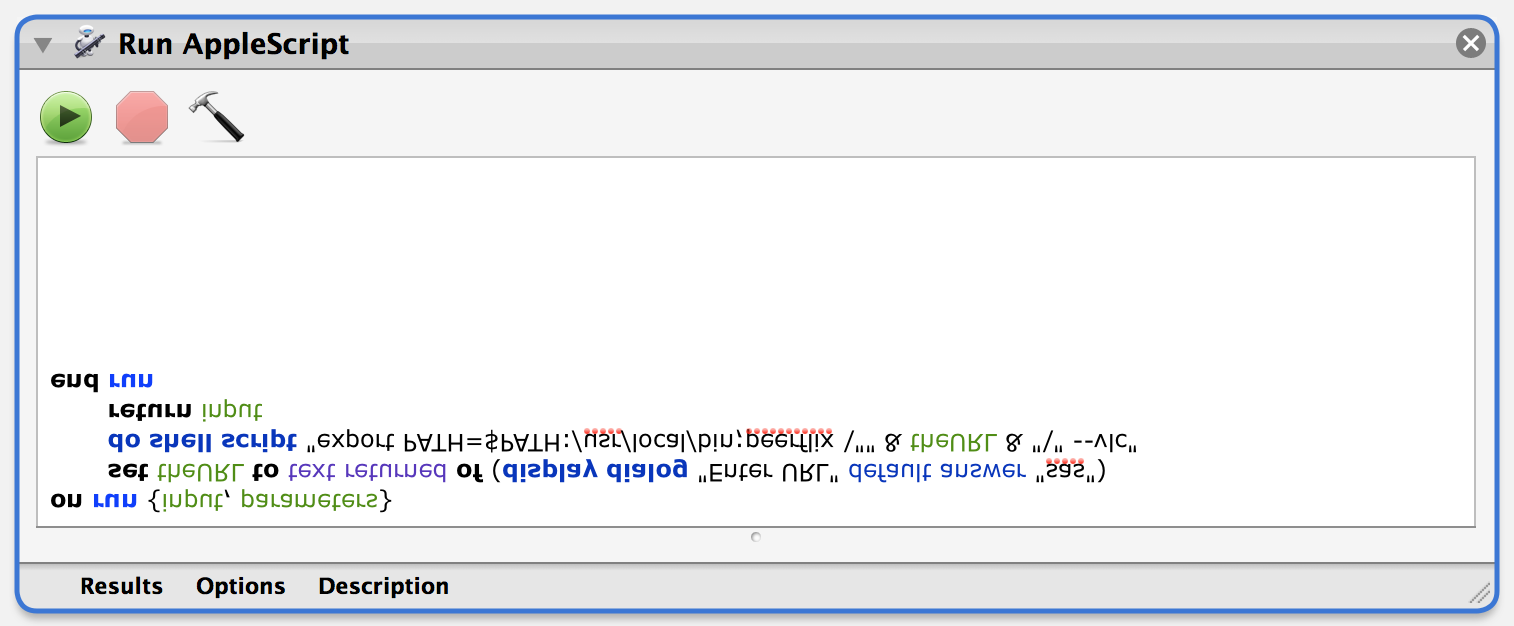 Run AppleScript
on run {input, parameters}
set theURL to text returned of (display dialog "Enter URL" default answer "sas")
do shell script "export PATH=$PATH:/usr/local/bin;peerflix \"" & theURL & "\" --vlc"
return input
end run
Results Options Description